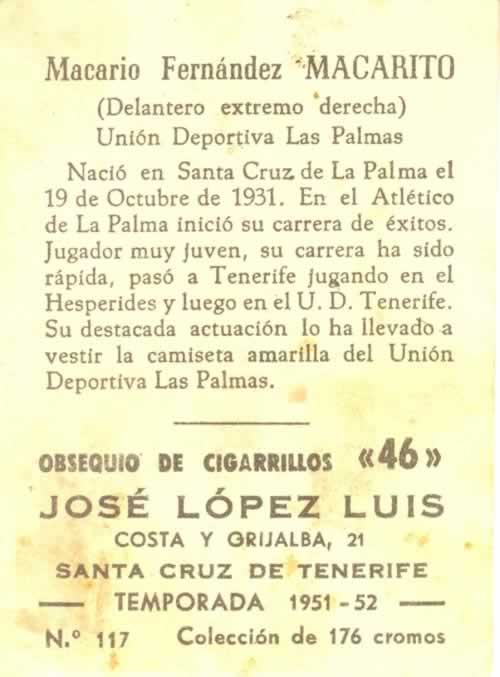 Macario Fernández MACARITO
(Delantero extremo derecha)
Unión Deportiva Las Palmas
Nació en Santa Cruz de La Palma el
19 de Octubre de 1931. En el Atlético
de La Palma inició su carrera de éxitos.
Jugador muy juven, su carrera ha sido
rápida, pasó a Tenerife jugando en el
Hesperides y luego en el U. D. Tenerife.
Su destacada actuación lo ha llevado a
vestir la camiseta amarilla del Unión
Deportiva Las Palmas.
OBSEQUIO DE CIGARRILLOS «46»
JOSÉ LÓPEZ LUIS
COSTA Y GRIJALBA, 21
SANTA CRUZ DE TENERIFE
TEMPORADA 1951-52
N.º 117 Colección de 176 cromos